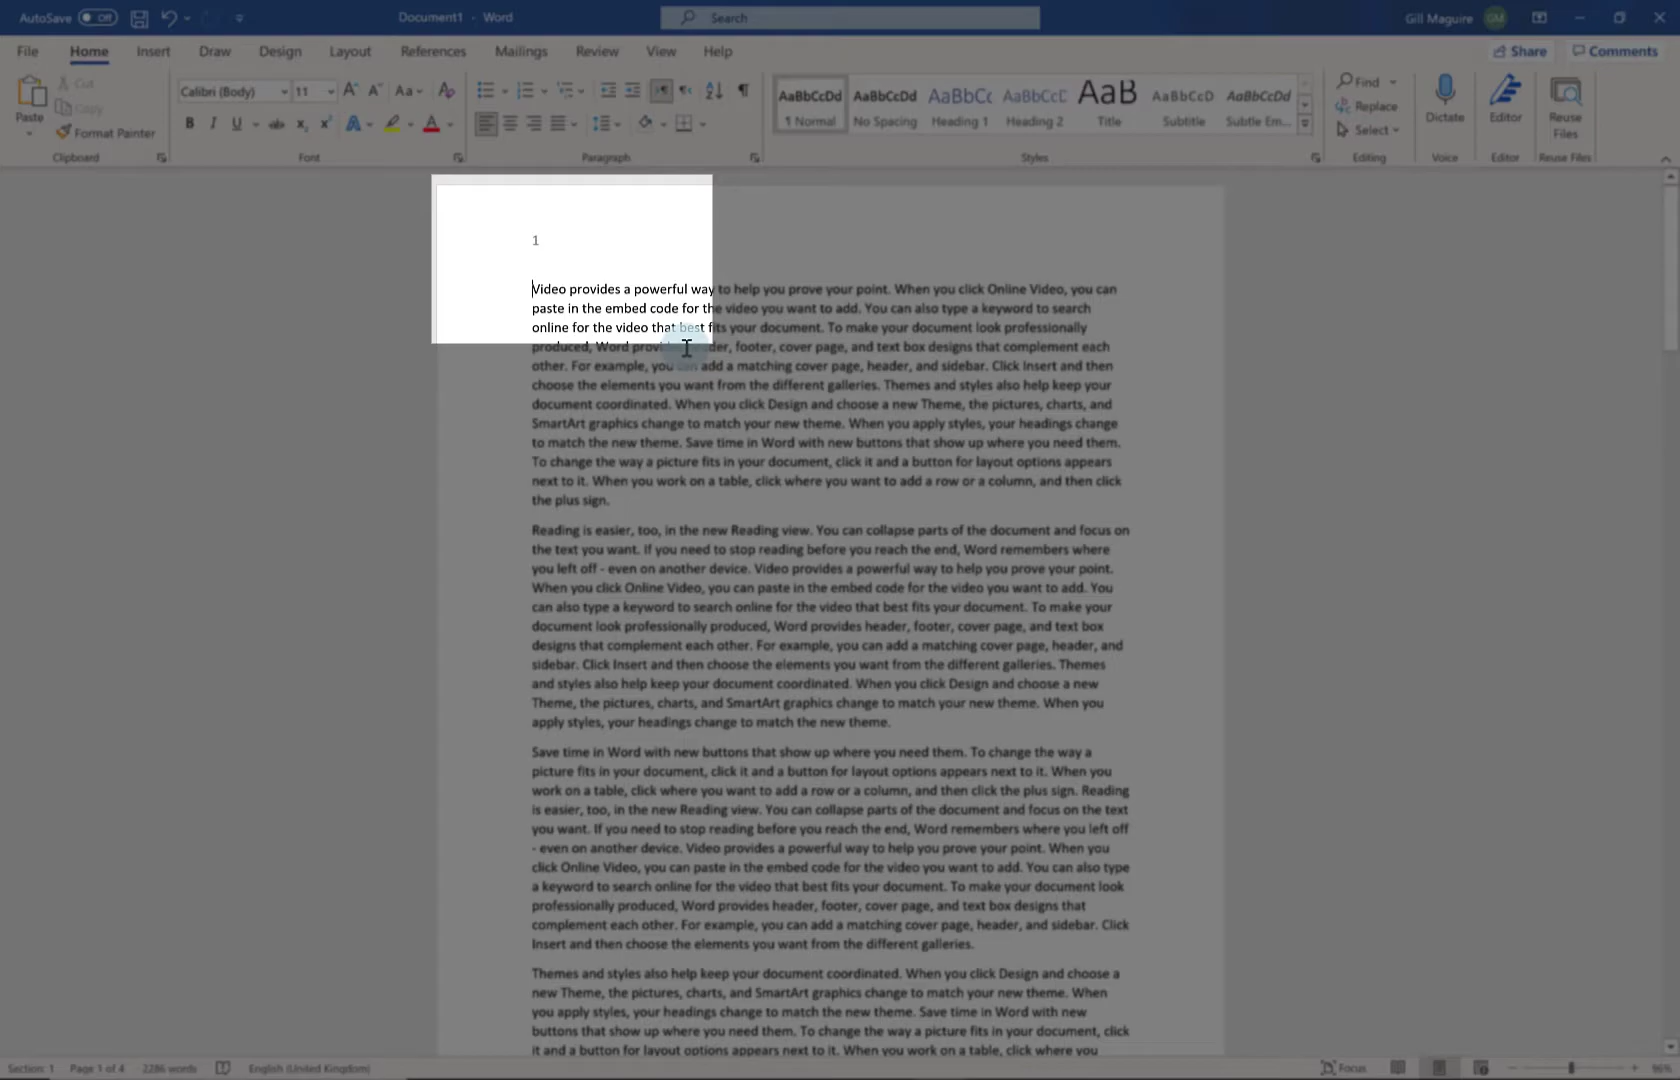 AutoSave Off Document1 - Word Search Gill Maguire GM
File Home Insert Draw Design Layout References Mailings Review View Help Share Comments
Paste Cut Copy Format Painter
Calibri (Body) 11 Aa
B I U ab x x A A
AaBbCcDd AaBbCcDd AaBbCc AaBbCcC AaB AaBbCcD AaBbCcDd
1 Normal No Spacing Heading 1 Heading 2 Title Subtitle Subtle Em...
Find Replace Select Dictate Editor Reuse Files
Clipboard Font Paragraph Styles Editing Voice Editor Reuse Files
1
Video provides a powerful way to help you prove your point. When you click Online Video, you can
paste in the embed code for the video you want to add. You can also type a keyword to search
online for the video that best fits your document. To make your document look professionally
produced, Word provides header, footer, cover page, and text box designs that complement each
other. For example, you can add a matching cover page, header, and sidebar. Click Insert and then
choose the elements you want from the different galleries. Themes and styles also help keep your
document coordinated. When you click Design and choose a new Theme, the pictures, charts, and
SmartArt graphics change to match your new theme. When you apply styles, your headings change
to match the new theme. Save time in Word with new buttons that show up where you need them.
To change the way a picture fits in your document, click it and a button for layout options appears
next to it. When you work on a table, click where you want to add a row or a column, and then click
the plus sign.
Reading is easier, too, in the new Reading view. You can collapse parts of the document and focus on
the text you want. If you need to stop reading before you reach the end, Word remembers where
you left off - even on another device. Video provides a powerful way to help you prove your point.
When you click Online Video, you can paste in the embed code for the video you want to add. You
can also type a keyword to search online for the video that best fits your document. To make your
document look professionally produced, Word provides header, footer, cover page, and text box
designs that complement each other. For example, you can add a matching cover page, header, and
sidebar. Click Insert and then choose the elements you want from the different galleries. Themes
and styles also help keep your document coordinated. When you click Design and choose a new
Theme, the pictures, charts, and SmartArt graphics change to match your new theme. When you
apply styles, your headings change to match the new theme.
Save time in Word with new buttons that show up where you need them. To change the way a
picture fits in your document, click it and a button for layout options appears next to it. When you
work on a table, click where you want to add a row or a column, and then click the plus sign. Reading
is easier, too, in the new Reading view. You can collapse parts of the document and focus on the text
you want. If you need to stop reading before you reach the end, Word remembers where you left off
- even on another device. Video provides a powerful way to help you prove your point. When you
click Online Video, you can paste in the embed code for the video you want to add. You can also type
a keyword to search online for the video that best fits your document. To make your document look
professionally produced, Word provides header, footer, cover page, and text box designs that
complement each other. For example, you can add a matching cover page, header, and sidebar. Click
Insert and then choose the elements you want from the different galleries.
Themes and styles also help keep your document coordinated. When you click Design and choose a
new Theme, the pictures, charts, and SmartArt graphics change to match your new theme. When
you apply styles, your headings change to match the new theme. Save time in Word with new
buttons that show up where you need them. To change the way a picture fits in your document, click
it and a button for layout options appears next to it. When you work on a table, click where you
Section: 1 Page 1 of 4 2286 words English (United Kingdom) Focus 96%